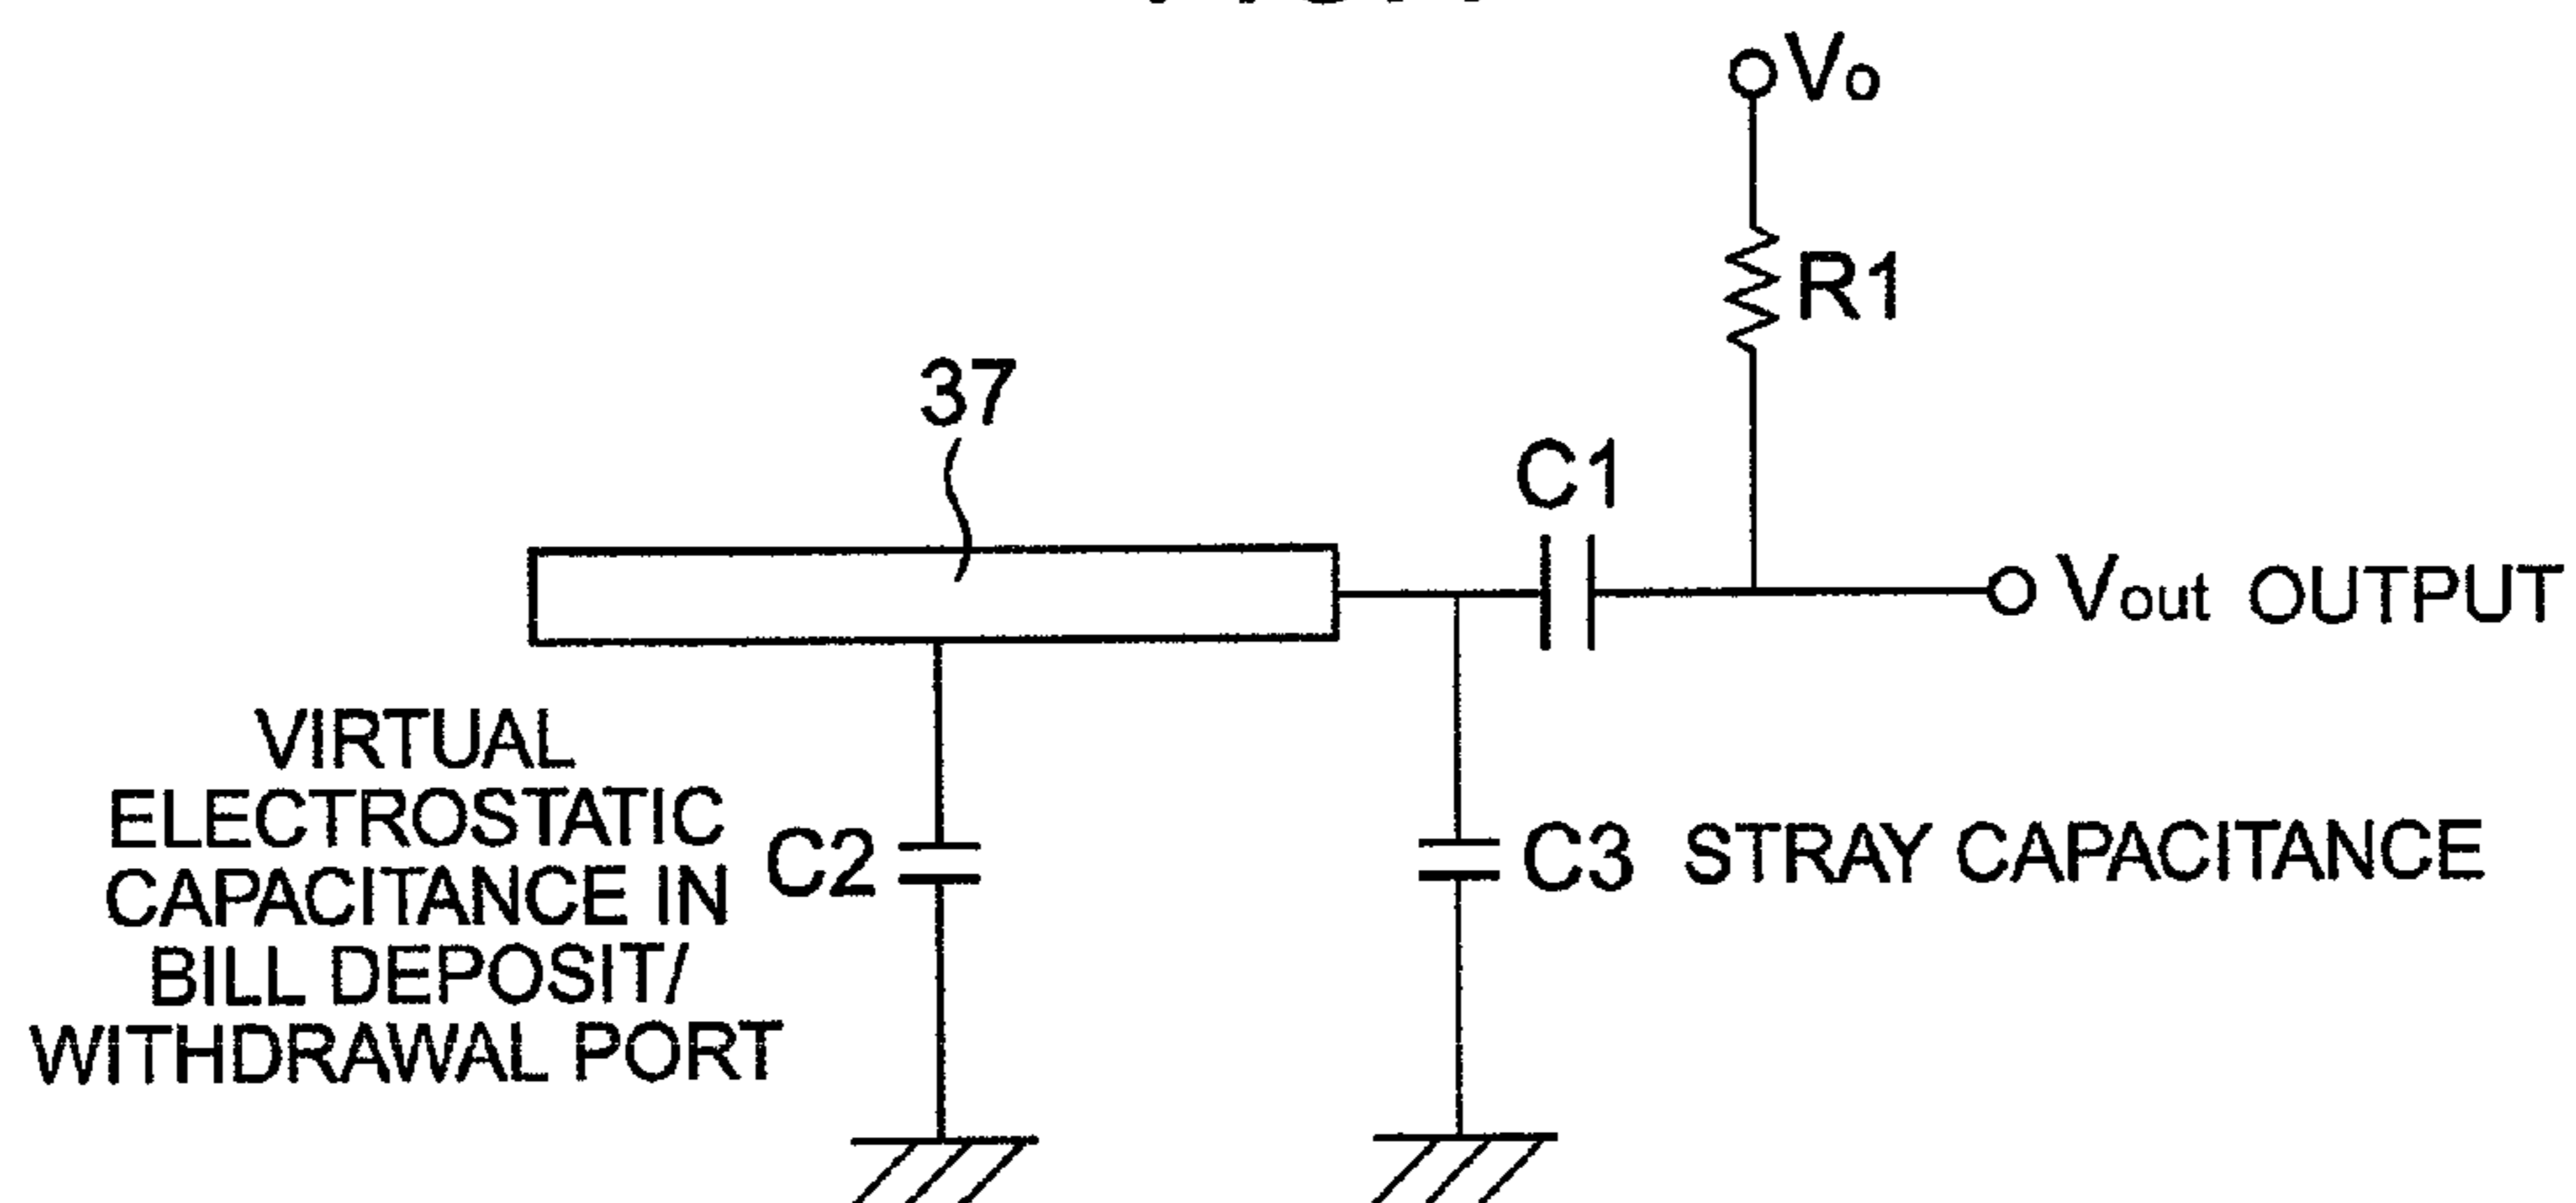 Vo
R1
37
C1
Vout OUTPUT
VIRTUAL
ELECTROSTATIC
CAPACITANCE IN
BILL DEPOSIT/
WITHDRAWAL PORT
C2
C3 STRAY CAPACITANCE